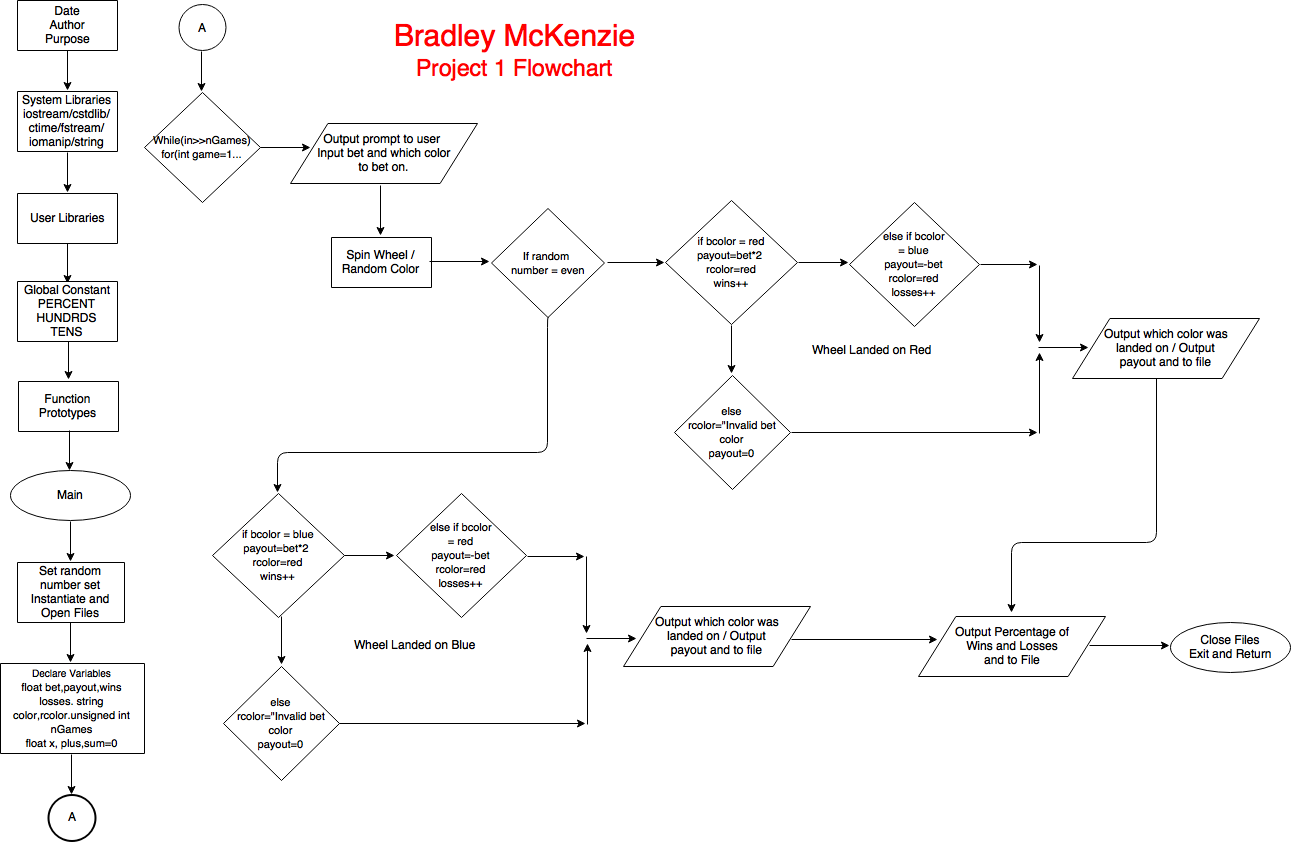 Bradley McKenzie
Project 1 Flowchart
Date
Author
Purpose
System Libraries
iostream/cstdlib/
ctime/fstream/
iomanip/string
User Libraries
Global Constant
PERCENT
HUNDRDS
TENS
Function
Prototypes
Main
Set random
number set
Instantiate and
Open Files
Declare Variables
float bet,payout,wins
losses. string
color,rcolor.unsigned int
nGames
float x, plus,sum=0
A
A
While(in>>nGames)
for(int game=1...
Output prompt to user
Input bet and which color
to bet on.
Spin Wheel /
Random Color
If random
number = even
if bcolor = red
payout=bet*2
rcolor=red
wins++
else if bcolor
= blue
payout=-bet
rcolor=red
losses++
Wheel Landed on Red
else
rcolor="Invalid bet
color
payout=0
Output which color was
landed on / Output
payout and to file
if bcolor = blue
payout=bet*2
rcolor=red
wins++
else if bcolor
= red
payout=-bet
rcolor=red
losses++
Wheel Landed on Blue
else
rcolor="Invalid bet
color
payout=0
Output which color was
landed on / Output
payout and to file
Output Percentage of
Wins and Losses
and to File
Close Files
Exit and Return